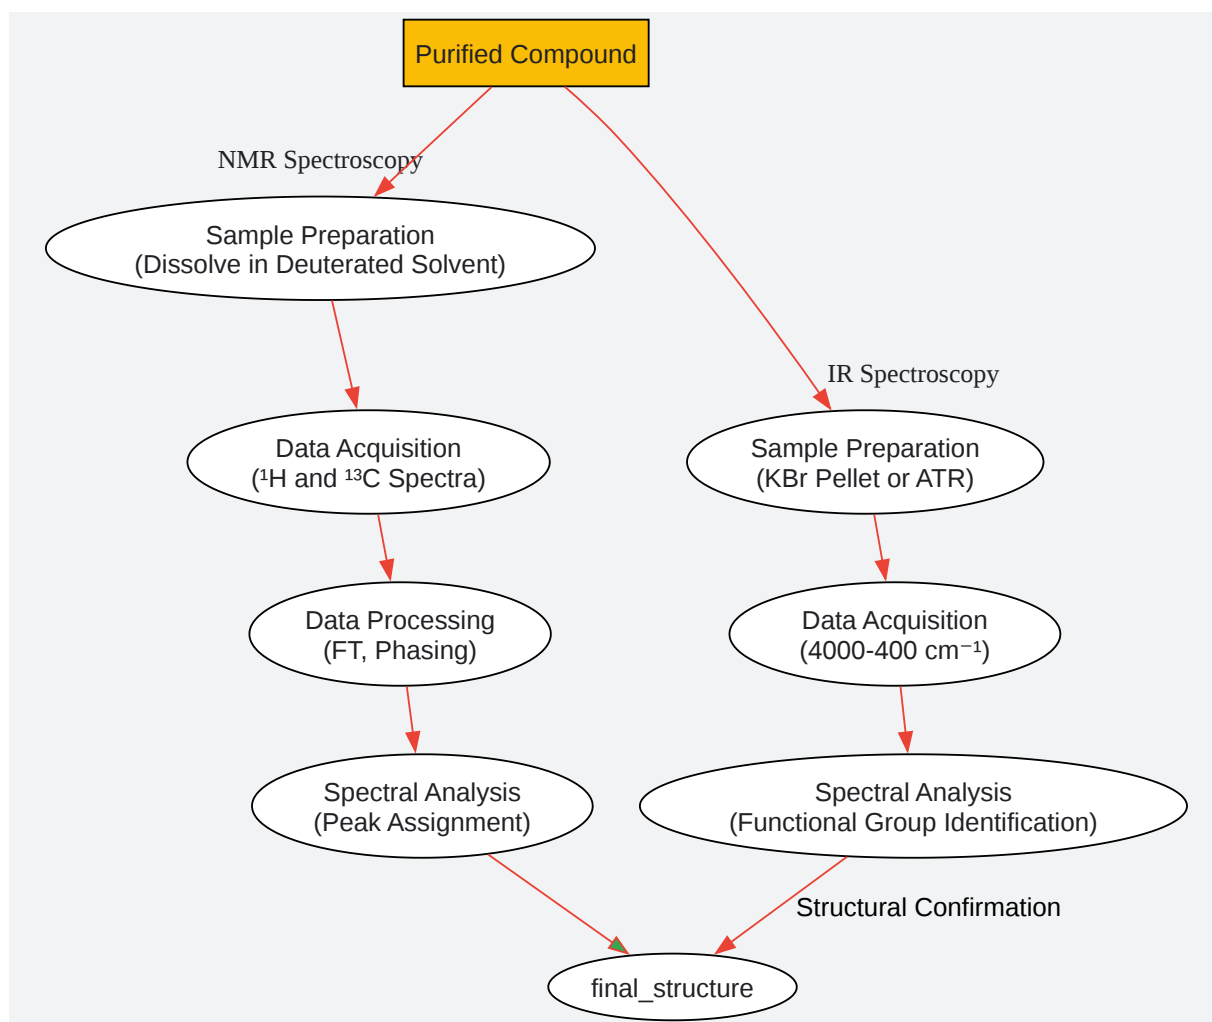 Purified Compound
NMR Spectroscopy
Sample Preparation
(Dissolve in Deuterated Solvent)
IR Spectroscopy
Data Acquisition
(¹H and ¹³C Spectra)
Sample Preparation
(KBr Pellet or ATR)
Data Processing
(FT, Phasing)
Data Acquisition
(4000-400 cm⁻¹)
Spectral Analysis
(Peak Assignment)
Spectral Analysis
(Functional Group Identification)
Structural Confirmation
final_structure